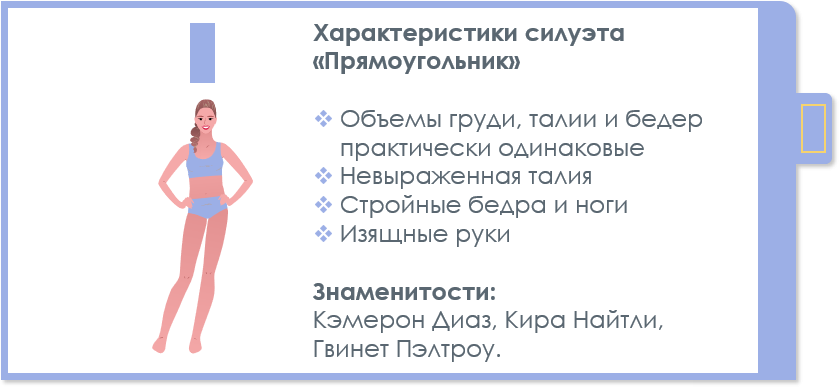 Характеристики силуэта
«Прямоугольник»
Объемы груди, талии и бедер
практически одинаковые
Невыраженная талия
Стройные бедра и ноги
Изящные руки
Знаменитости:
Кэмерон Диаз, Кира Найтли,
Гвинет Пэлтроу.